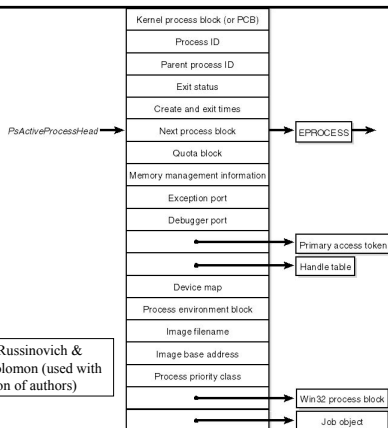 Kernel process block (or PCB)
Process ID
Parent process ID
Exit status
Create and exit times
PsActiveProcessHead
Next process block
EPROCESS
Quota block
Memory management information
Exception port
Debugger port
Primary access token
Handle table
Device map
Process environment block
Image filename
Image base address
Process priority class
Russinovich &
olomon (used with
on of authors)
Win32 process block
Job object